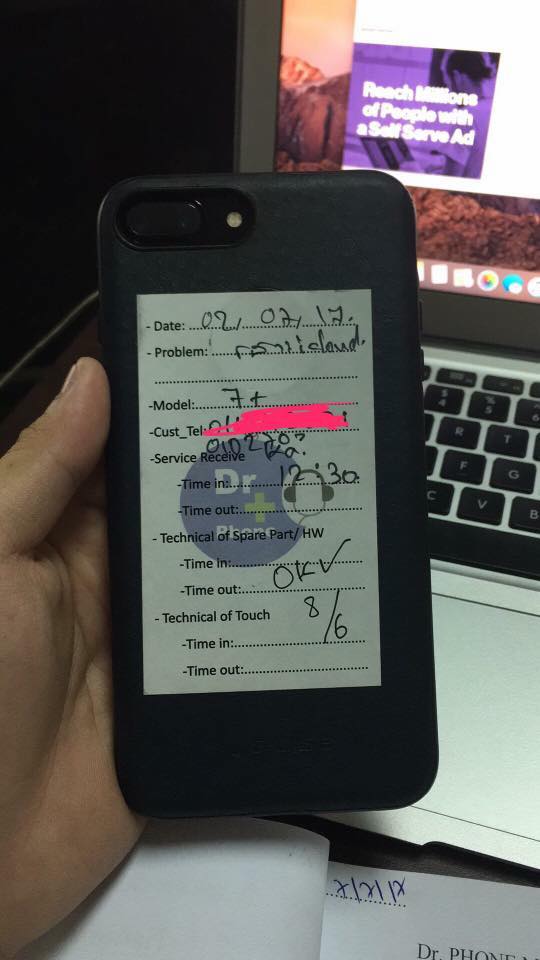 Reach Millions
of People with
a Self Serve Ad
- Date: 02, 07, 17.
- Problem: icloud.
-Model: 7+
-Cust_Tel:
-Service Receive
-Time in: 12:30
-Time out:
Dr
Phone
- Technical of Spare Part/ HW
-Time in:
-Time out: OK
- Technical of Touch 8/6
-Time in:
-Time out:
Dr. PHONE